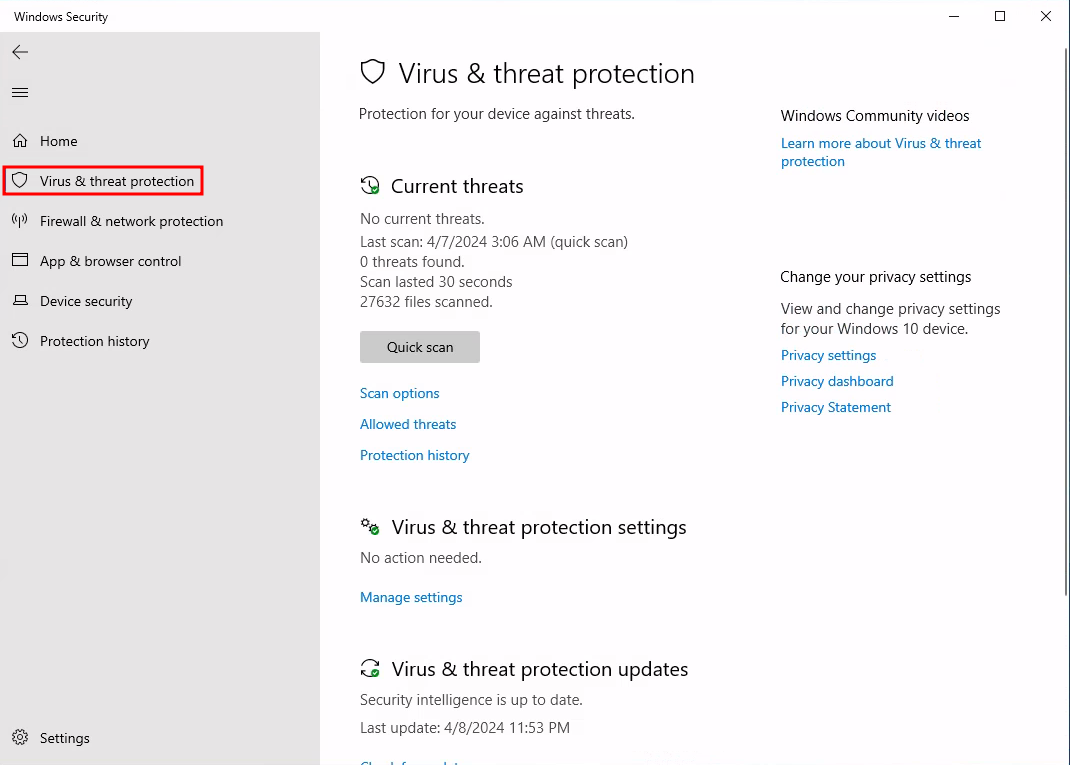 Windows Security
Home
Virus & threat protection
Firewall & network protection
App & browser control
Device security
Protection history
Settings
Virus & threat protection
Protection for your device against threats.
Current threats
No current threats.
Last scan: 4/7/2024 3:06 AM (quick scan)
0 threats found.
Scan lasted 30 seconds
27632 files scanned.
Quick scan
Scan options
Allowed threats
Protection history
Virus & threat protection settings
No action needed.
Manage settings
Virus & threat protection updates
Security intelligence is up to date.
Last update: 4/8/2024 11:53 PM
Windows Community videos
Learn more about Virus & threat
protection
Change your privacy settings
View and change privacy settings
for your Windows 10 device.
Privacy settings
Privacy dashboard
Privacy Statement